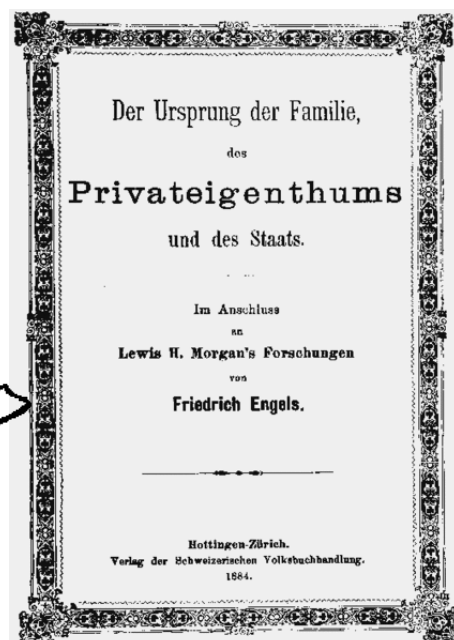 Der Ursprung der Familie,
des
Privateigenthums
und des Staats.
Im Anschluss
an
Lewis H. Morgan's Forschungen
von
Friedrich Engels.
Hottingen-Zürich.
Verlag der Schweizerischen Volksbuchhandlung.
1884.